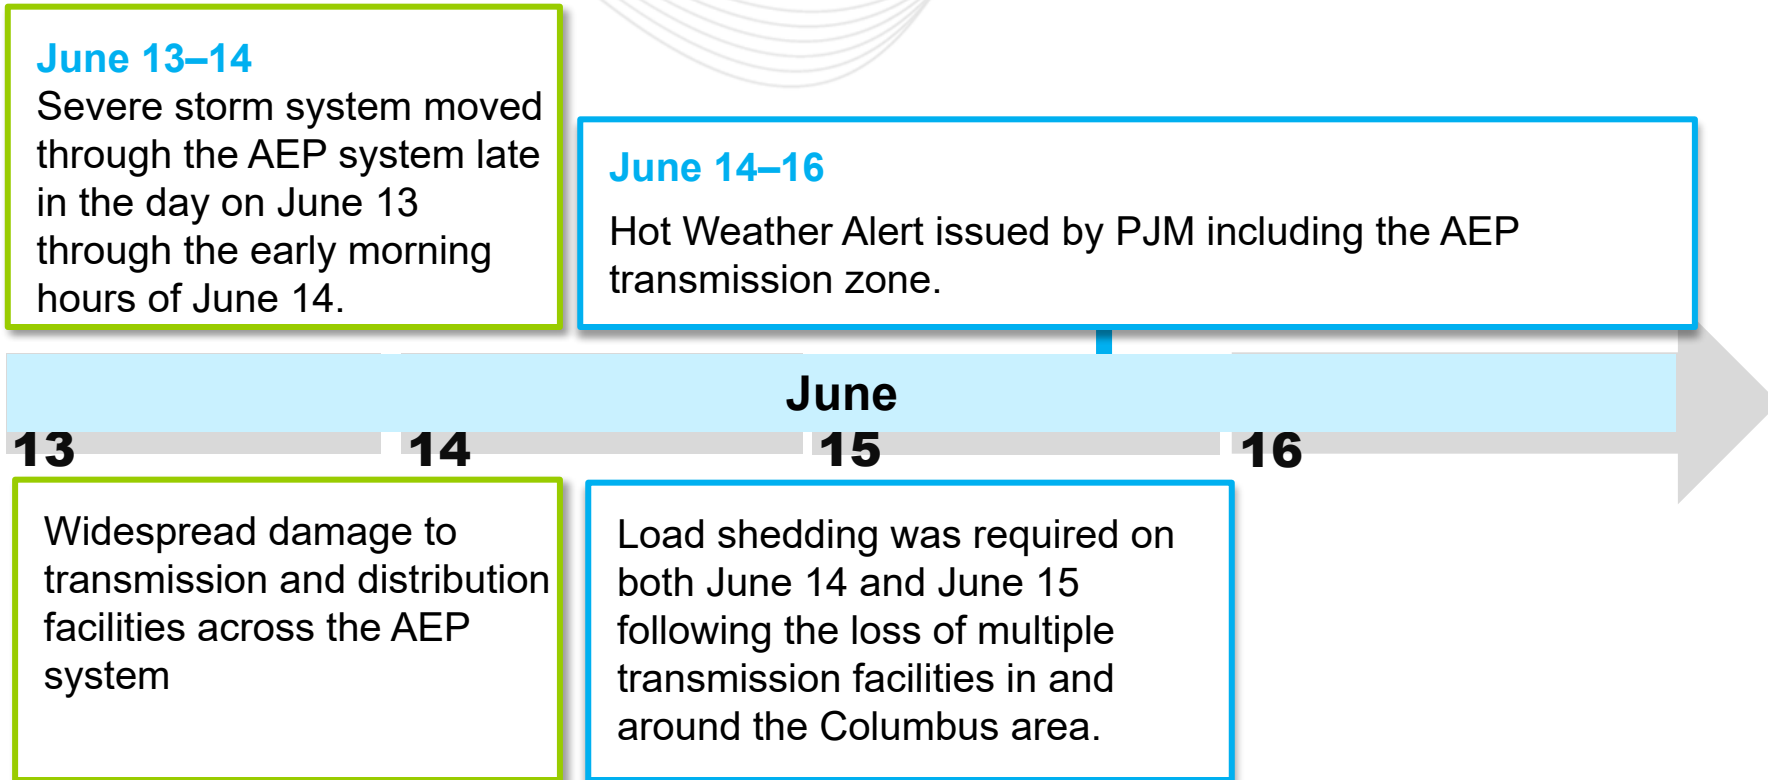 June 13–14
Severe storm system moved
through the AEP system late
in the day on June 13
through the early morning
hours of June 14.
June 14–16
Hot Weather Alert issued by PJM including the AEP
transmission zone.
June
13
14
15
16
Widespread damage to
transmission and distribution
facilities across the AEP
system
Load shedding was required on
both June 14 and June 15
following the loss of multiple
transmission facilities in and
around the Columbus area.